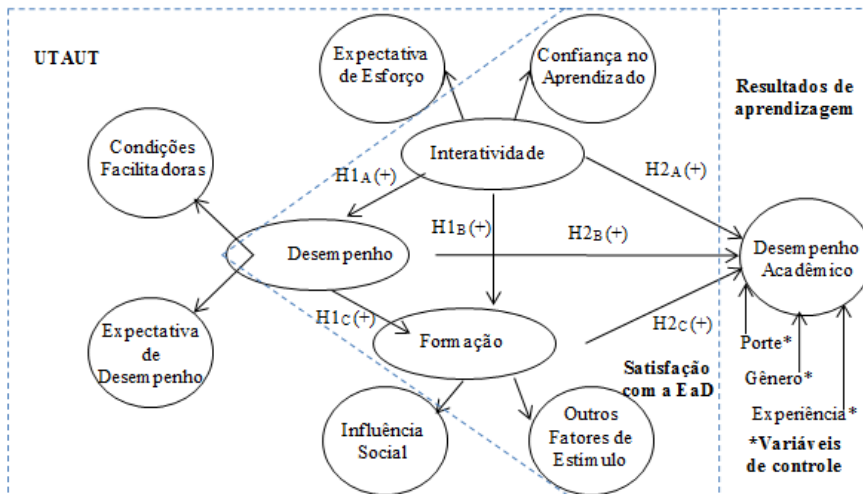 UTAUT
Expectativa
de Esforço
Confiança no
Aprendizado
Resultados de
aprendizagem
Condições
Facilitadoras
Interatividade
H1A(+)
H2A(+)
H1B(+)
H2B(+)
Desempenho
Desempenho
Acadêmico
H1C(+)
H2C(+)
Expectativa
de
Desempenho
Formação
Porte*
Satisfação
com a EaD
Gênero*
Influência
Social
Outros
Fatores de
Estímulo
Experiência*
*Variáveis
de controle